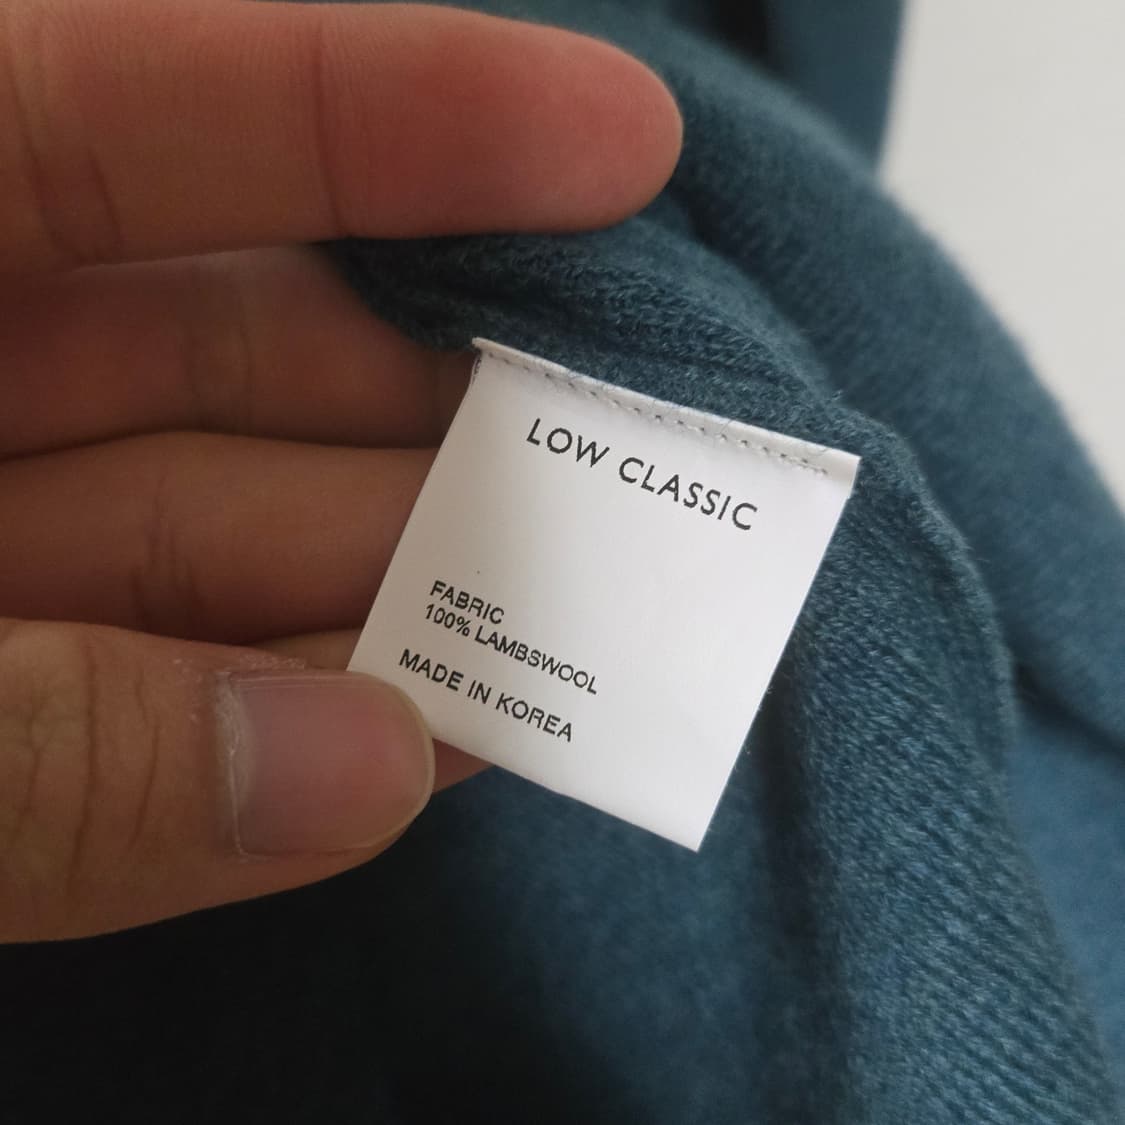 LOW CLASSIC
FABRIC
100% LAMBSWOOL
MADE IN KOREA